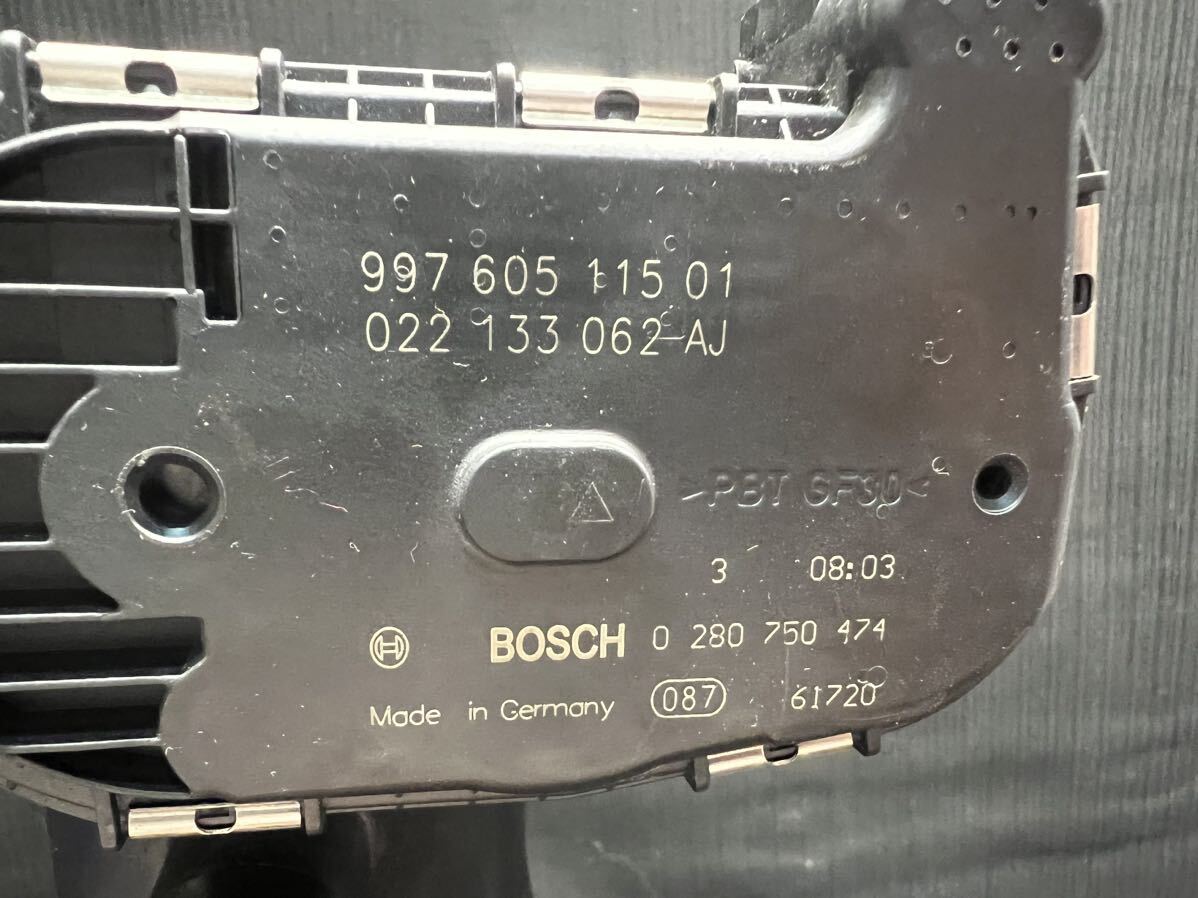 997 605 115 01
022 133 062 AJ
>PBT GF30<
3 08:03
BOSCH 0 280 750 474
Made in Germany 087 61720